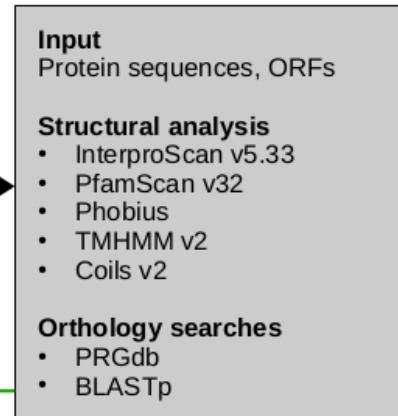 Input
Protein sequences, ORFs
Structural analysis
• InterproScan v5.33
• PfamScan v32
• Phobius
• TMHMM v2
• Coils v2
Orthology searches
• PRGdb
• BLASTp